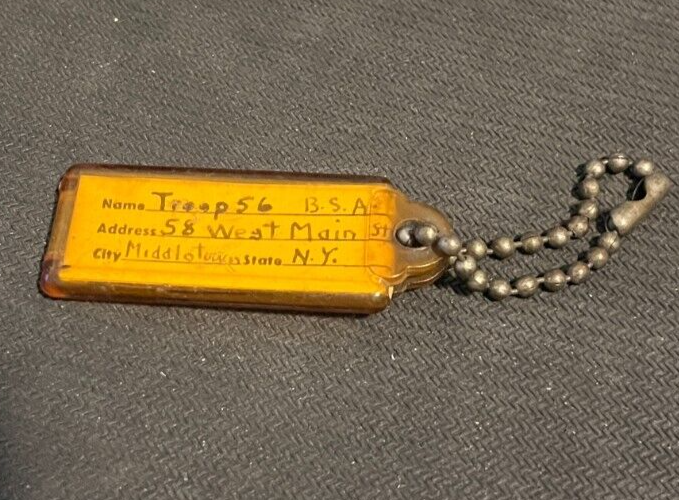 Name Troop 56 B.S.A.
Address 58 West Main St
City Middletown State N.Y.